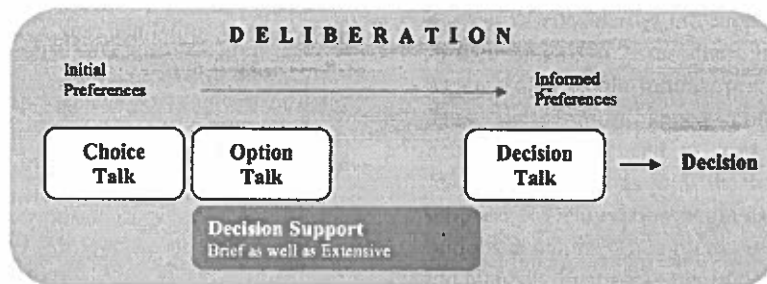 DELIBERATION
Initial
Preferences
Informed
Preferences
Choice
Talk
Option
Talk
Decision
Talk
Decision
Decision Support
Brief as well as Extensive